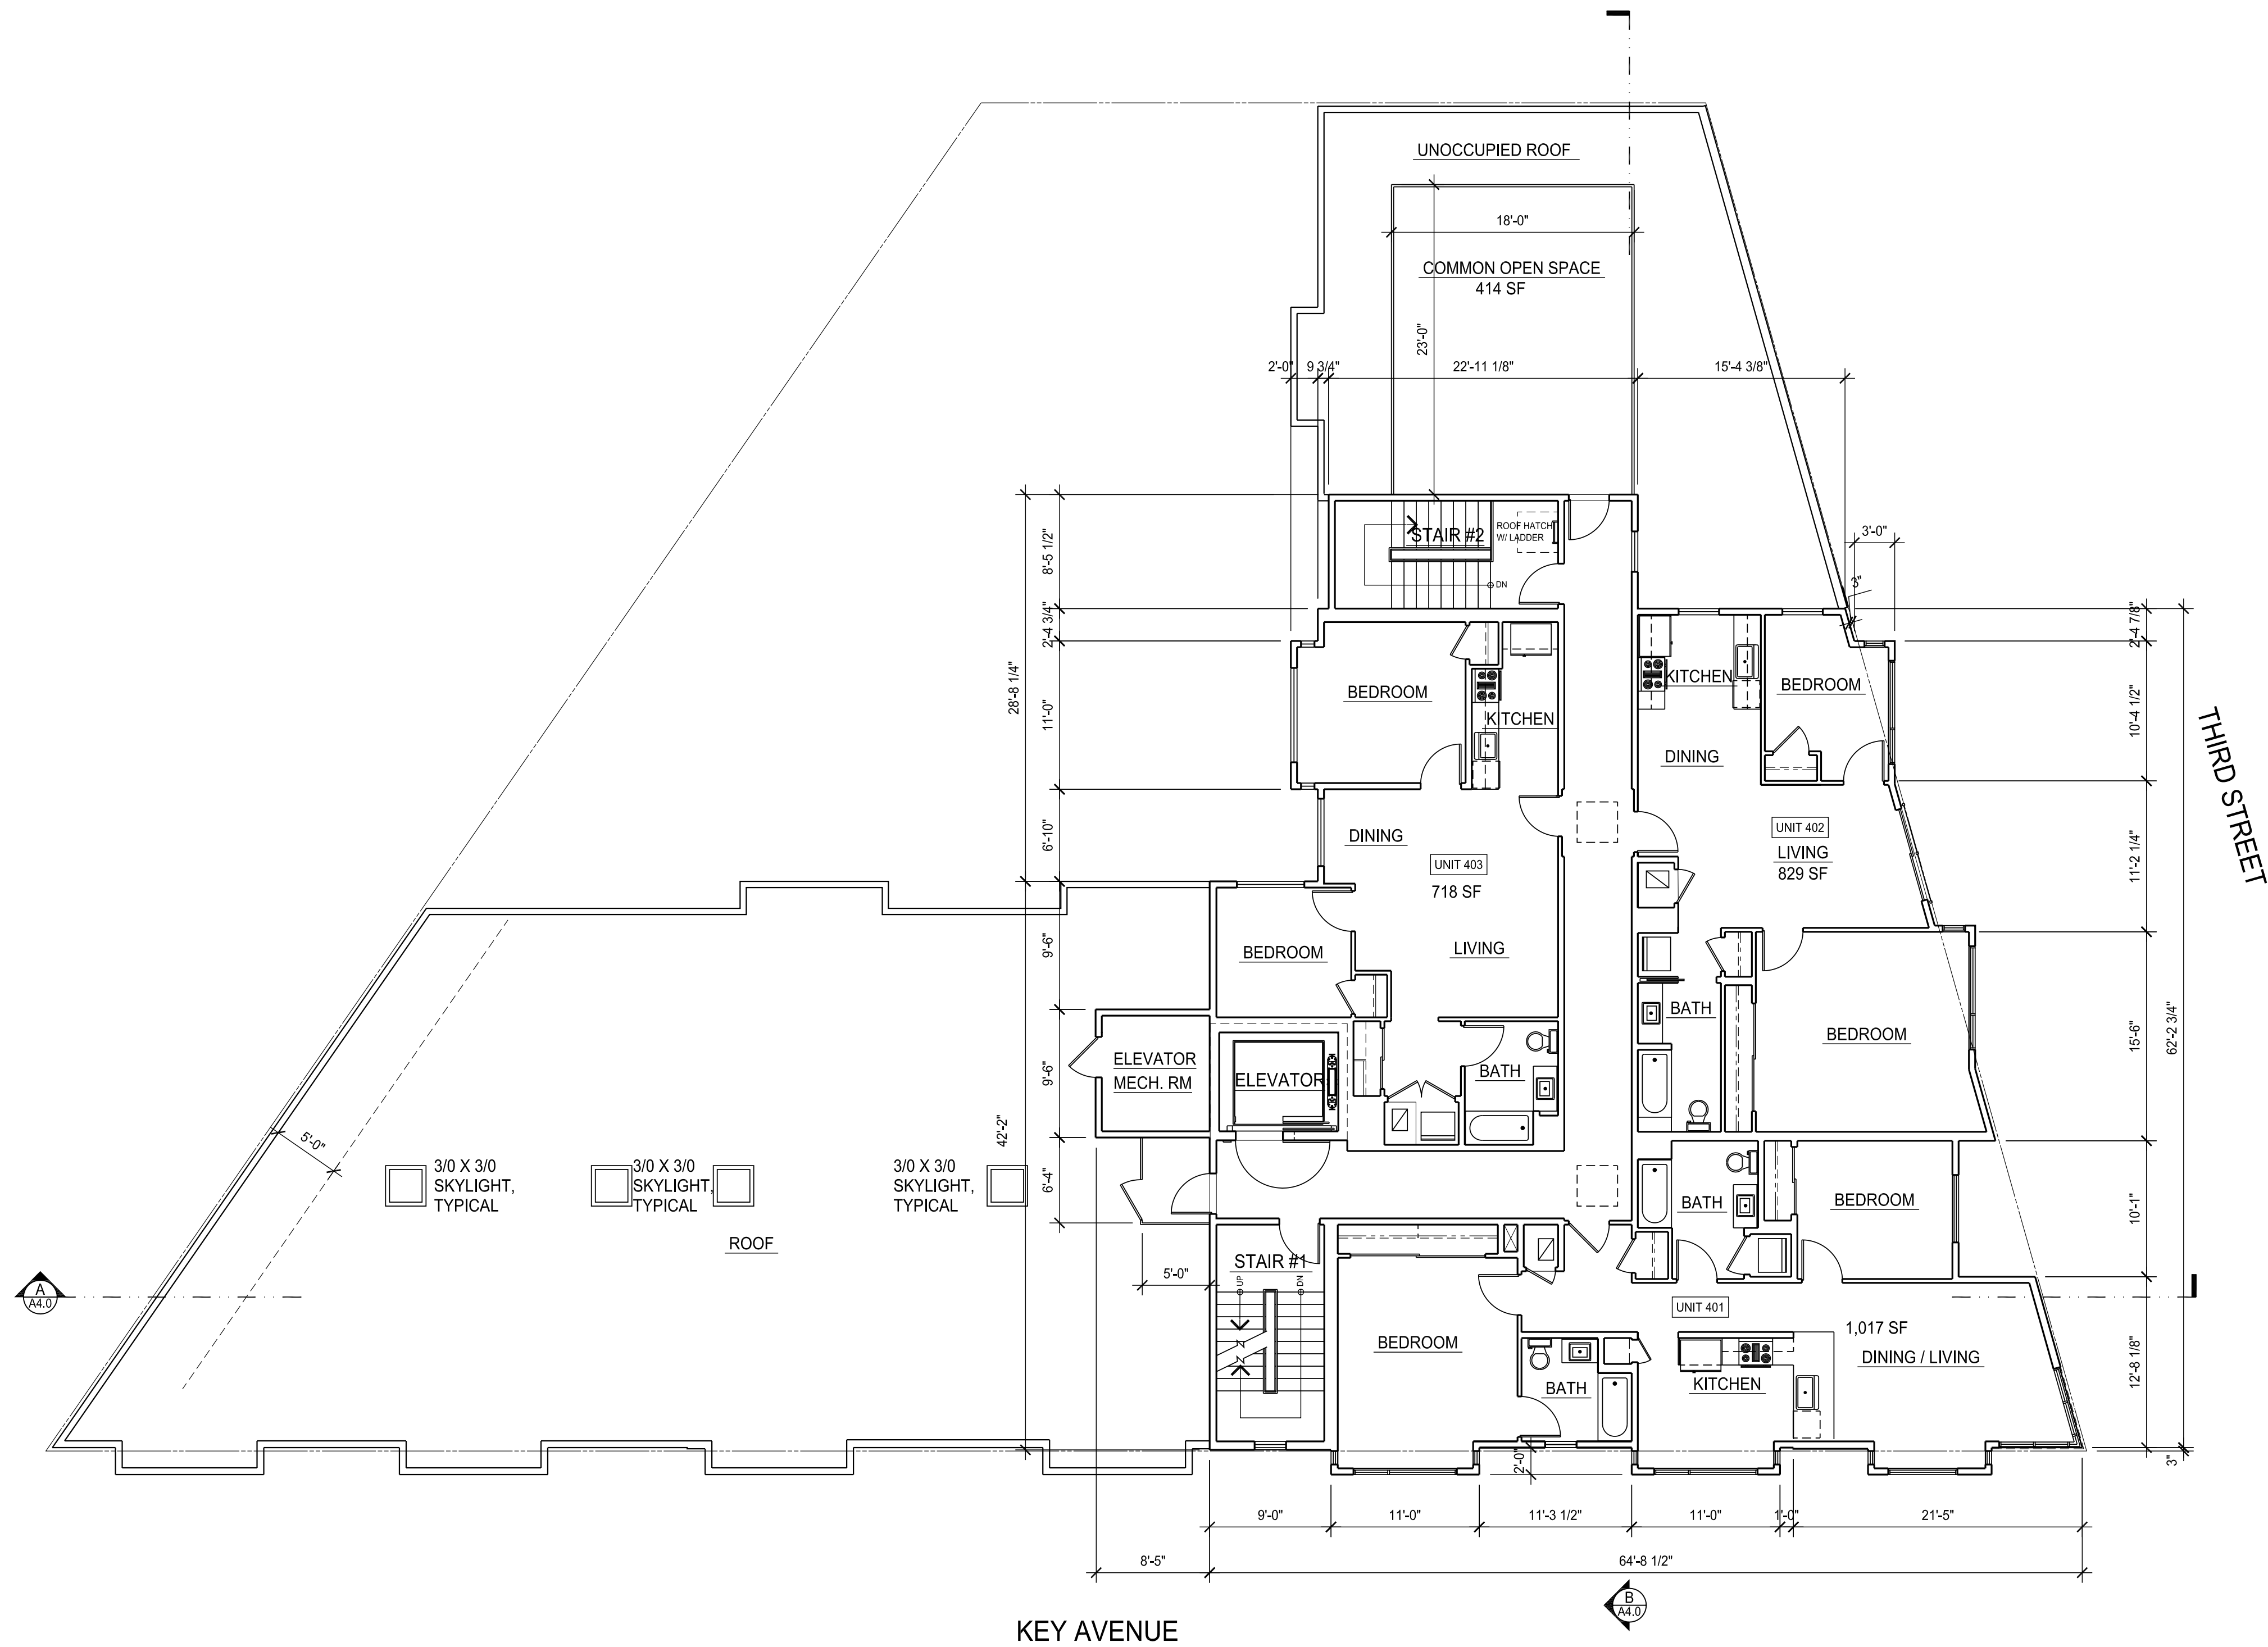 UNOCCUPIED ROOF
18'-0"
COMMON OPEN SPACE
414 SF
23'-0"
2'-0"
9 3/4"
22'-11 1/8"
15'-4 3/8"
STAIR #2
ROOF HATCH
W/ LADDER
DN
8'-5 1/2"
2'-4 3/4"
28'-8 1/4"
11'-0"
6'-10"
9'-6"
9'-6"
42'-2"
6'-4"
3'-0"
3"
2'-4 7/8"
10'-4 1/2"
11'-2 1/4"
15'-6"
62'-2 3/4"
10'-1"
12'-8 1/8"
3"
THIRD STREET
BEDROOM
KITCHEN
DINING
UNIT 403
718 SF
BEDROOM
LIVING
BATH
KITCHEN
BEDROOM
DINING
UNIT 402
LIVING
829 SF
BATH
BEDROOM
ELEVATOR
MECH. RM
ELEVATOR
BATH
BEDROOM
5'-0"
3/0 X 3/0
SKYLIGHT,
TYPICAL
3/0 X 3/0
SKYLIGHT,
TYPICAL
3/0 X 3/0
SKYLIGHT,
TYPICAL
ROOF
5'-0"
STAIR #1
UP
DN
BEDROOM
BATH
UNIT 401
1,017 SF
DINING / LIVING
KITCHEN
2'-0"
A
A4.0
9'-0"
11'-0"
11'-3 1/2"
11'-0"
1'-0"
21'-5"
8'-5"
64'-8 1/2"
B
A4.0
KEY AVENUE